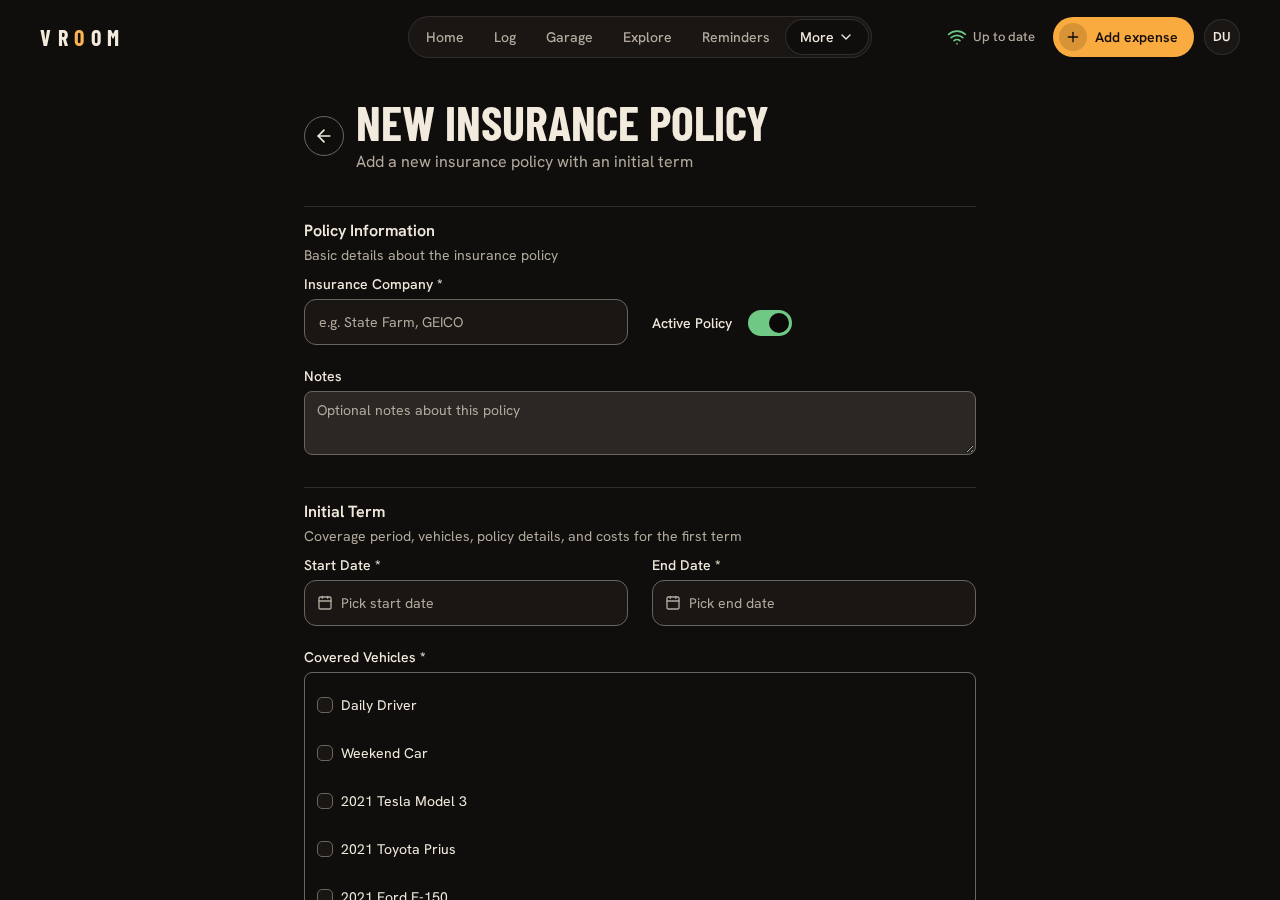 VROOM
Home Log Garage Explore Reminders More
Up to date
Add expense
DU
NEW INSURANCE POLICY
Add a new insurance policy with an initial term
Policy Information
Basic details about the insurance policy
Insurance Company *
e.g. State Farm, GEICO
Active Policy
Notes
Optional notes about this policy
Initial Term
Coverage period, vehicles, policy details, and costs for the first term
Start Date * End Date *
Pick start date Pick end date
Covered Vehicles *
Daily Driver
Weekend Car
2021 Tesla Model 3
2021 Toyota Prius
2021 Ford F-150